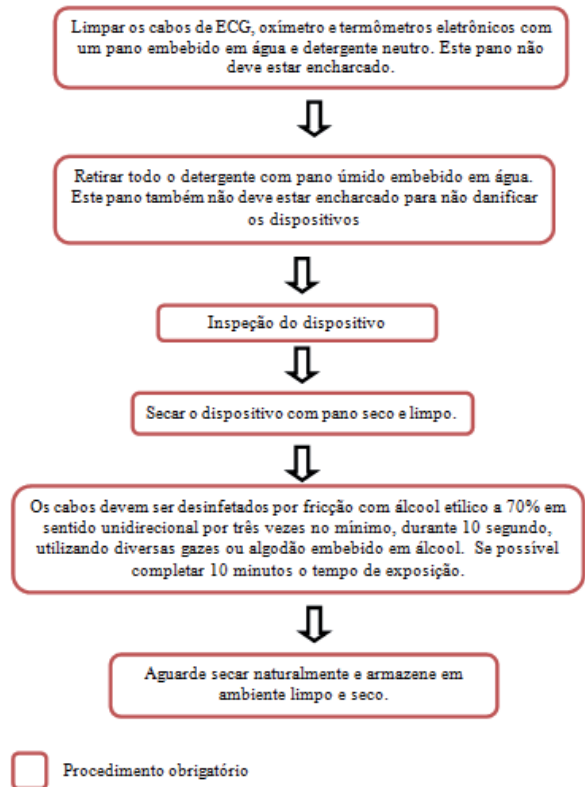 Limpar os cabos de ECG, oxímetro e termômetros eletrônicos com
um pano embebido em água e detergente neutro. Este pano não
deve estar encharcado.
Retirar todo o detergente com pano úmido embebido em água.
Este pano também não deve estar encharcado para não danificar
os dispositivos
Inspeção do dispositivo
Secar o dispositivo com pano seco e limpo.
Os cabos devem ser desinfetados por fricção com álcool etílico a 70% em
sentido unidirecional por três vezes no mínimo, durante 10 segundo,
utilizando diversas gazes ou algodão embebido em álcool. Se possível
completar 10 minutos o tempo de exposição.
Aguarde secar naturalmente e armazene em
ambiente limpo e seco.
Procedimento obrigatório